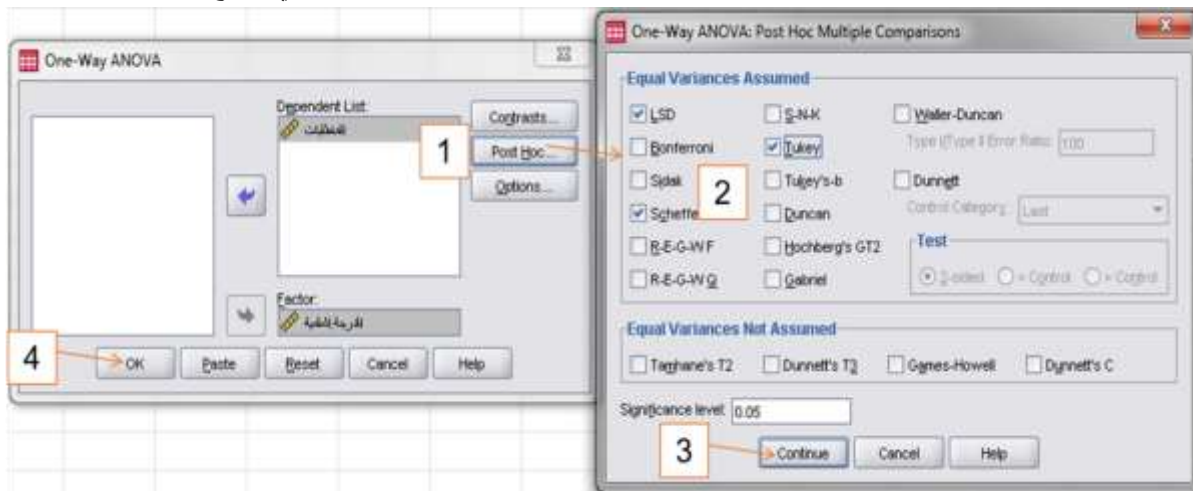 One-Way ANOVA
Dependent List:
Contrasts...
Post Hoc...
Options...
1
Factor:
الدرجة العلمية
4
OK
Paste
Reset
Cancel
Help
One-Way ANOVA: Post Hoc Multiple Comparisons
Equal Variances Assumed
LSD
S-N-K
Waller-Duncan
Bonferroni
Tukey
Type I/Type II Error Ratio: 100
Sidak
2
Tukey's-b
Dunnett
Scheffe
Duncan
Control Category: Last
R-E-G-W F
Hochberg's GT2
Test
R-E-G-W Q
Gabriel
2-sided
< Control
> Control
Equal Variances Not Assumed
Tamhane's T2
Dunnett's T3
Games-Howell
Dunnett's C
Significance level: 0.05
3
Continue
Cancel
Help